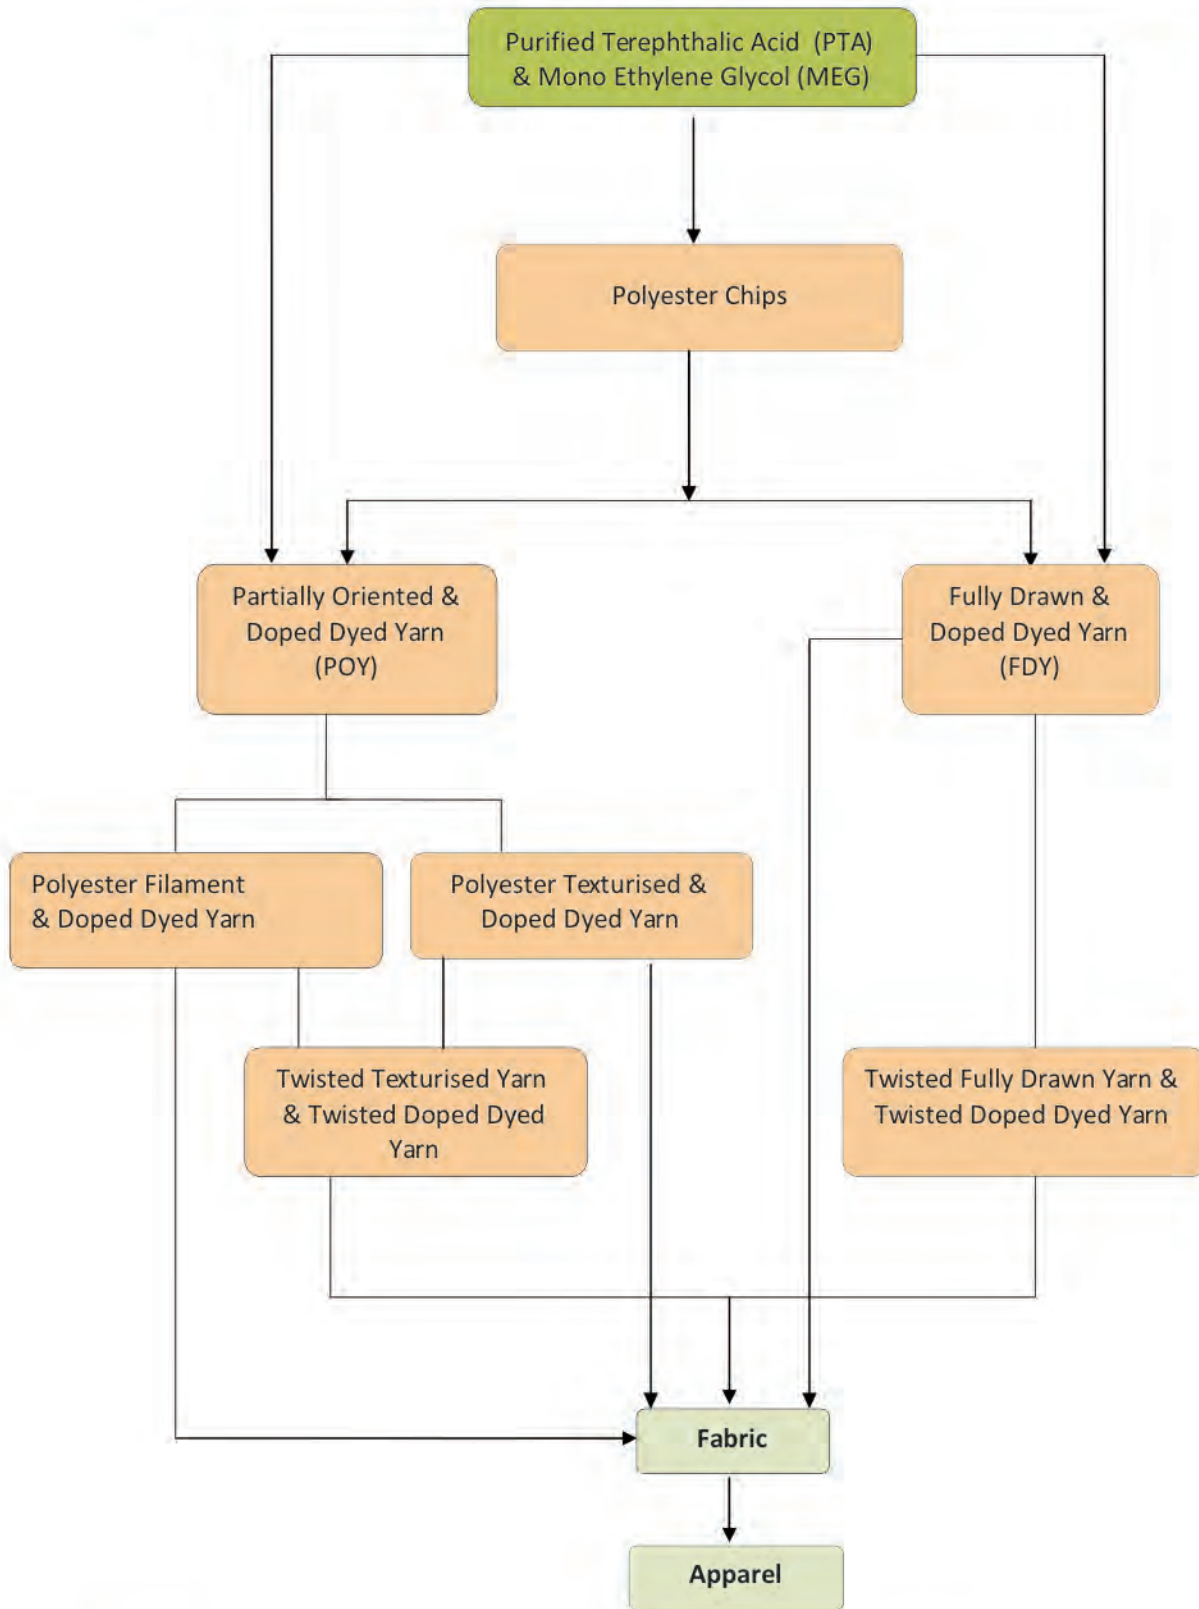 Purified Terephthalic Acid  (PTA)
& Mono Ethylene Glycol (MEG)
Polyester Chips
Partially Oriented &
Doped Dyed Yarn
(POY)
Fully Drawn &
Doped Dyed Yarn
(FDY)
Polyester Filament
& Doped Dyed Yarn
Polyester Texturised &
Doped Dyed Yarn
Twisted Texturised Yarn
& Twisted Doped Dyed
Yarn
Twisted Fully Drawn Yarn &
Twisted Doped Dyed Yarn
Fabric
Apparel